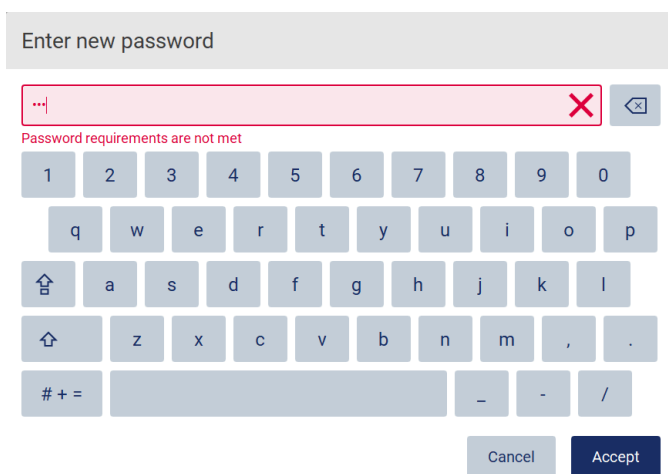 Enter new password
•••
Password requirements are not met
1 2 3 4 5 6 7 8 9 0
q w e r t y u i o p
a s d f g h j k l
z x c v b n m , .
# + = _ - /
Cancel Accept